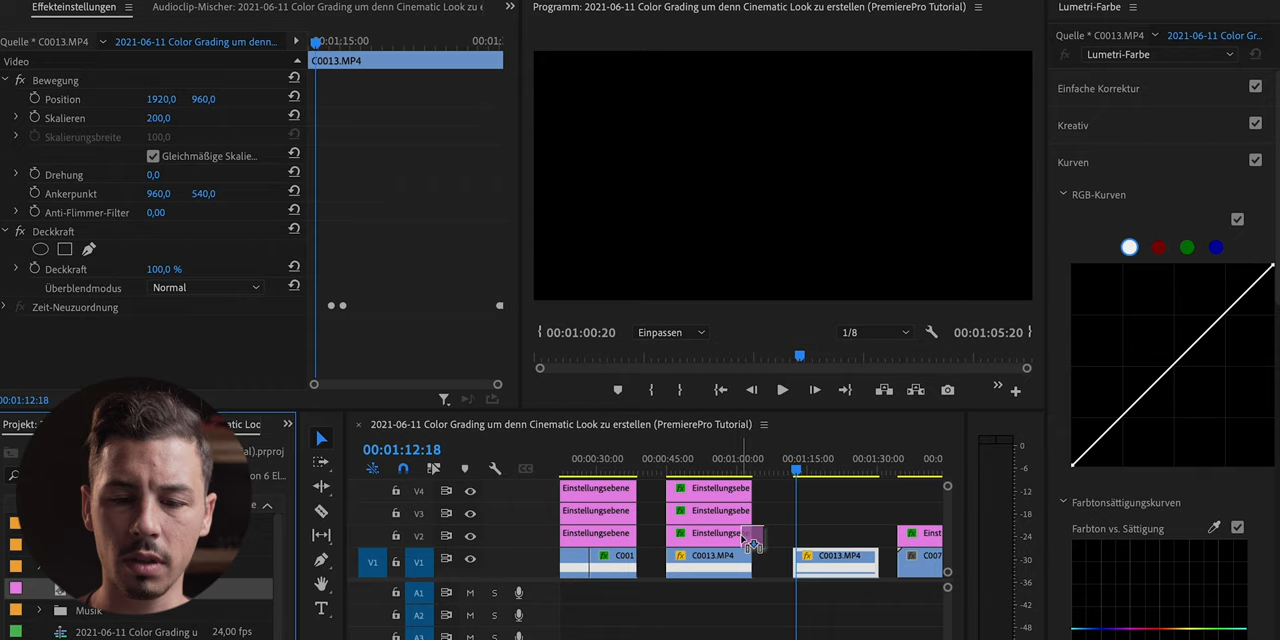 Effekteinstellungen
Audioclip-Mischer: 2021-06-11 Color Grading um denn Cinematic Look zu e
Programm: 2021-06-11 Color Grading um denn Cinematic Look zu erstellen (PremierePro Tutorial)
Lumetri-Farbe
Quelle * C0013.MP4
2021-06-11 Color Grading um denn...
Quelle * C0013.MP4
2021-06-11 Color Gr...
Lumetri-Farbe
Video
C0013.MP4
Bewegung
Position 1920,0 960,0
Skalieren 200,0
Skalierungsbreite 100,0
Gleichmäßige Skalie...
Drehung 0,0
Ankerpunkt 960,0 540,0
Anti-Flimmer-Filter 0,00
Deckkraft
Deckkraft 100,0 %
Überblendmodus Normal
Zeit-Neuzuordnung
Einfache Korrektur
Kreativ
Kurven
RGB-Kurven
00:01:00:20
Einpassen
1/8
00:01:05:20
00:01:12:18
Projekt:
2021-06-11 Color Grading um denn Cinematic Look zu erstellen (PremierePro Tutorial)
00:01:12:18
00:00:30:00 00:00:45:00 00:01:00:00 00:01:15:00 00:01:30:00
V4 Einstellungsebene Einstellungsebe
V3 Einstellungsebene Einstellungsebe
V2 Einstellungsebene Einstellungsebe Einst
V1 V1 C001 C0013.MP4 C0013.MP4 C007
A1 M S
A2 M S
A3 M S
0
-6
-12
-18
-24
-30
-36
-42
-48
Farbtonsättigungskurven
Farbton vs. Sättigung
Musik
2021-06-11 Color Grading u 24,00 fps